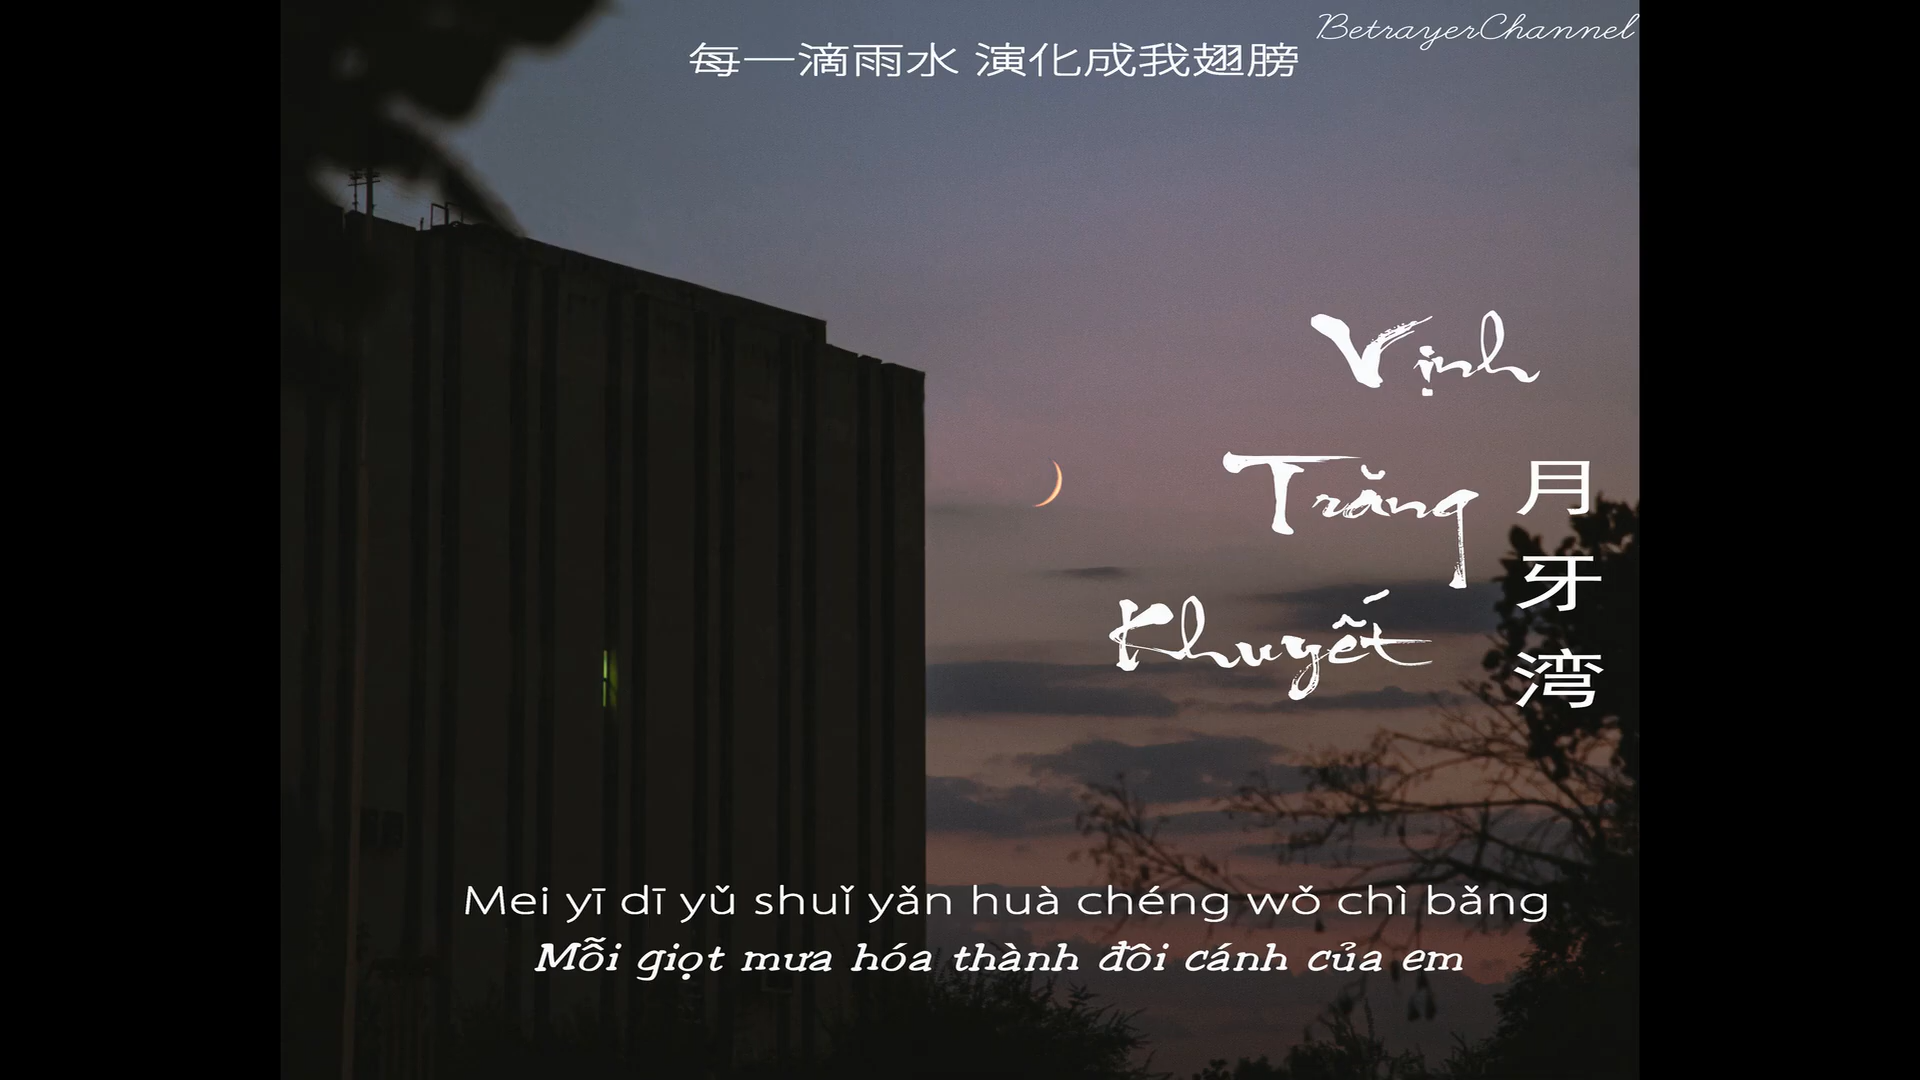 BetrayerChannel
每一滴雨水 演化成我翅膀
Vịnh
Trăng
Khuyết
月
牙
湾
Mei yī dī yǔ shuǐ yǎn huà chéng wǒ chì bǎng
Mỗi giọt mưa hóa thành đôi cánh của em